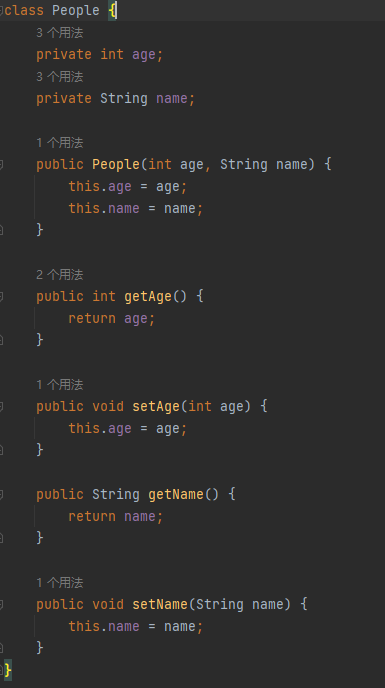 class People {
3 个用法
private int age;
3 个用法
private String name;
1 个用法
public People(int age, String name) {
this.age = age;
this.name = name;
}
2 个用法
public int getAge() {
return age;
}
1 个用法
public void setAge(int age) {
this.age = age;
}
public String getName() {
return name;
}
1 个用法
public void setName(String name) {
this.name = name;
}
}